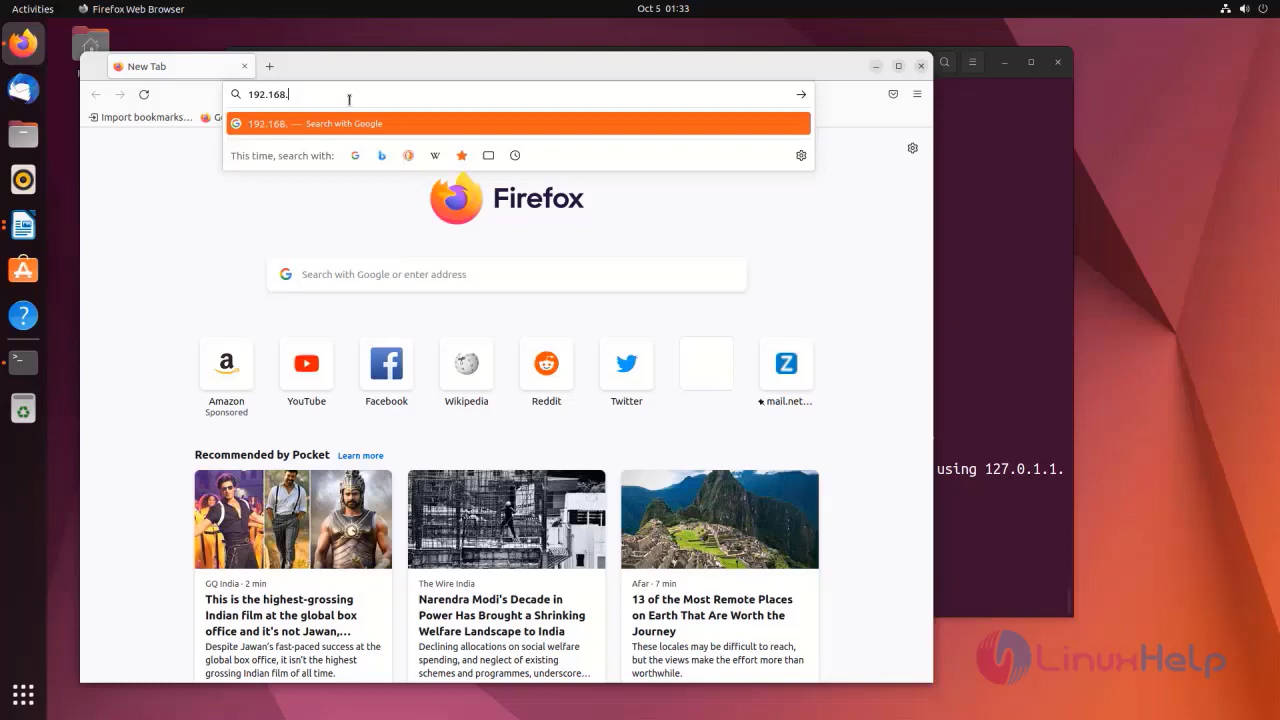 Activities
Firefox Web Browser
Oct 5 01:33
New Tab
192.168.
Import bookmarks...
192.168. — Search with Google
This time, search with:
Firefox
Search with Google or enter address
Amazon
Sponsored
YouTube
Facebook
Wikipedia
Reddit
Twitter
mail.net...
Recommended by Pocket
Learn more
using 127.0.1.1.
GQ India · 2 min
This is the highest-grossing
Indian film at the global box
office and it's not Jawan,...
Despite Jawan's fast-paced success at the
global box office, it isn't the highest
grossing Indian film of all time.
The Wire India
Narendra Modi's Decade in
Power Has Brought a Shrinking
Welfare Landscape to India
Declining allocations on social welfare
spending, and neglect of existing
schemes and programmes, underscore...
Afar · 7 min
13 of the Most Remote Places
on Earth That Are Worth the
Journey
These locales may be difficult to reach,
but the views make the effort more than
worthwhile.
LinuxHelp